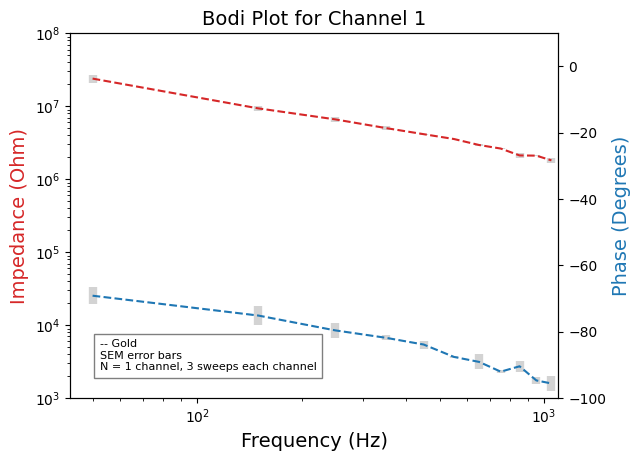 Bodi Plot for Channel 1
10⁸
10⁷
10⁶
10⁵
10⁴
10³
Impedance (Ohm)
0
−20
−40
−60
−80
−100
Phase (Degrees)
-- Gold
SEM error bars
N = 1 channel, 3 sweeps each channel
10²
10³
Frequency (Hz)